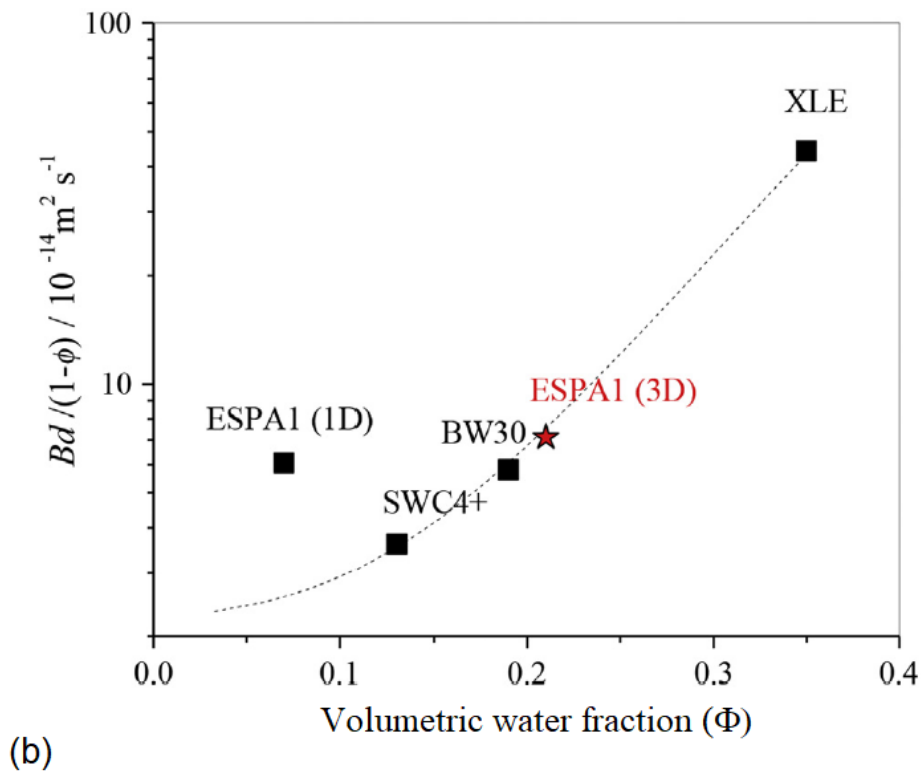 100
XLE
Bd /(1-ϕ) / 10 -14 m2 s-1
10
ESPA1 (3D)
ESPA1 (1D)
BW30
SWC4+
0.0 0.1 0.2 0.3 0.4
Volumetric water fraction (Φ)
(b)